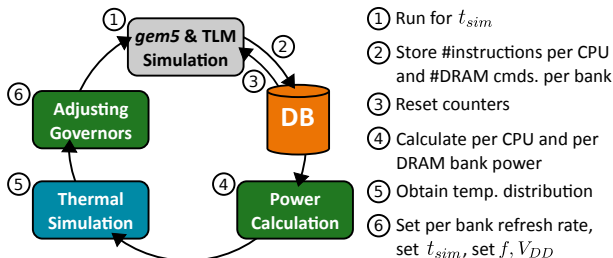 1
gem5 & TLM
Simulation
2
3
DB
6
Adjusting
Governors
5
Thermal
Simulation
4
Power
Calculation
1 Run for t_sim
2 Store #instructions per CPU
and #DRAM cmds. per bank
3 Reset counters
4 Calculate per CPU and per
DRAM bank power
5 Obtain temp. distribution
6 Set per bank refresh rate,
set t_sim, set f, V_DD